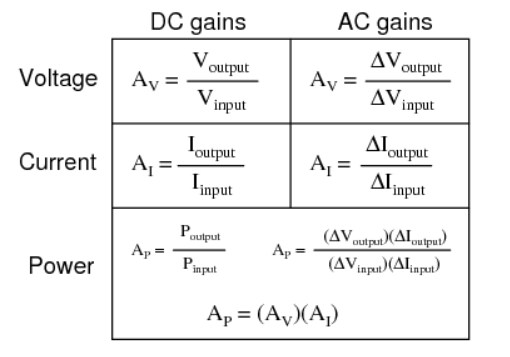 DC gains AC gains
Voltage A_V = V_output / V_input A_V = ΔV_output / ΔV_input
Current A_I = I_output / I_input A_I = ΔI_output / ΔI_input
Power A_P = P_output / P_input A_P = (ΔV_output)(ΔI_output) / (ΔV_input)(ΔI_input)
A_P = (A_V)(A_I)